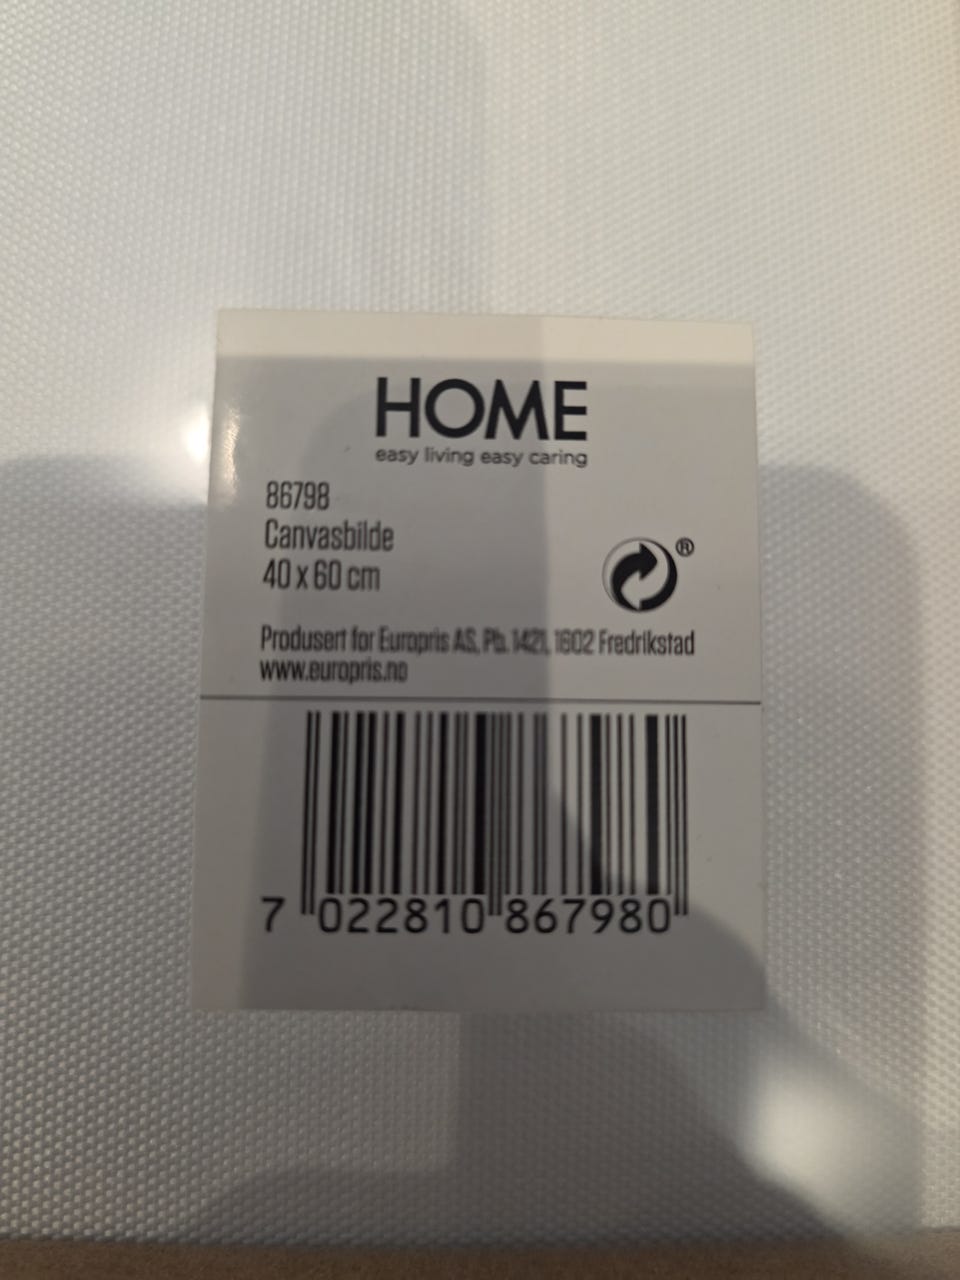 HOME
easy living easy caring
86798
Canvasbilde
40 x 60 cm
®
Produsert for Europris AS, Pb. 1421, 1602 Fredrikstad
www.europris.no
7 022810 867980